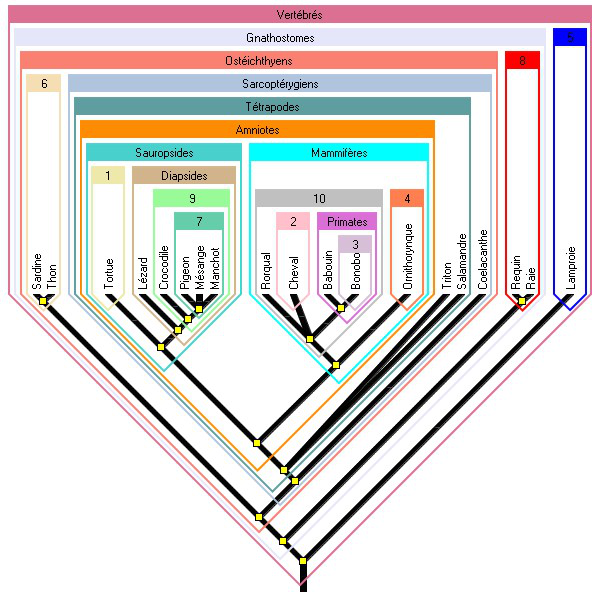 Vertébrés
Gnathostomes
5
Ostéichthyens
8
6
Sarcoptérygiens
Tétrapodes
Amniotes
Sauropsides
Mammifères
1
Diapsides
9
10
4
7
2
Primates
3
Sardine
Thon
Tortue
Lézard
Crocodile
Pigeon
Mésange
Manchot
Rorqual
Cheval
Babouin
Bonobo
Ornithorynque
Triton
Salamandre
Coelacanthe
Requin
Raie
Lamproie